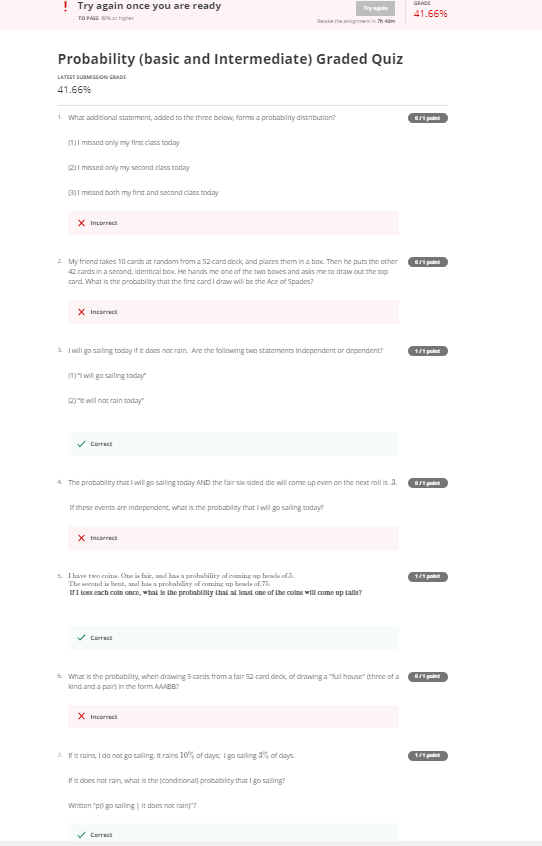 Try again once you are ready
TO PASS 80% or higher
Try again
Retake the assignment in 7h 40m
GRADE
41.66%
Probability (basic and Intermediate) Graded Quiz
LATEST SUBMISSION GRADE
41.66%
1. What additional statement, added to the three below, forms a probability distribution?
0 / 1 point
(1) I missed only my first class today
(2) I missed only my second class today
(3) I missed both my first and second class today
Incorrect
2. My friend takes 10 cards at random from a 52-card deck, and places them in a box. Then he puts the other
42 cards in a second, identical box. He hands me one of the two boxes and asks me to draw out the top
card. What is the probability that the first card I draw will be the Ace of Spades?
0 / 1 point
Incorrect
3. I will go sailing today if it does not rain. Are the following two statements Independent or dependent?
1 / 1 point
(1) "I will go sailing today"
(2) "It will not rain today"
Correct
4. The probability that I will go sailing today AND the fair six-sided die will come up even on the next roll is .3.
0 / 1 point
If these events are independent, what is the probability that I will go sailing today?
Incorrect
5. I have two coins. One is fair, and has a probability of coming up heads of .5.
The second is bent, and has a probability of coming up heads of .75.
If I toss each coin once, what is the probability that at least one of the coins will come up tails?
1 / 1 point
Correct
6. What is the probability, when drawing 5 cards from a fair 52-card deck, of drawing a "full house" (three of a
kind and a pair) in the form AAABB?
0 / 1 point
Incorrect
7. If it rains, I do not go sailing. It rains 10% of days; I go sailing 3% of days.
1 / 1 point
If it does not rain, what is the (conditional) probability that I go sailing?
Written "p(I go sailing | it does not rain)"?
Correct